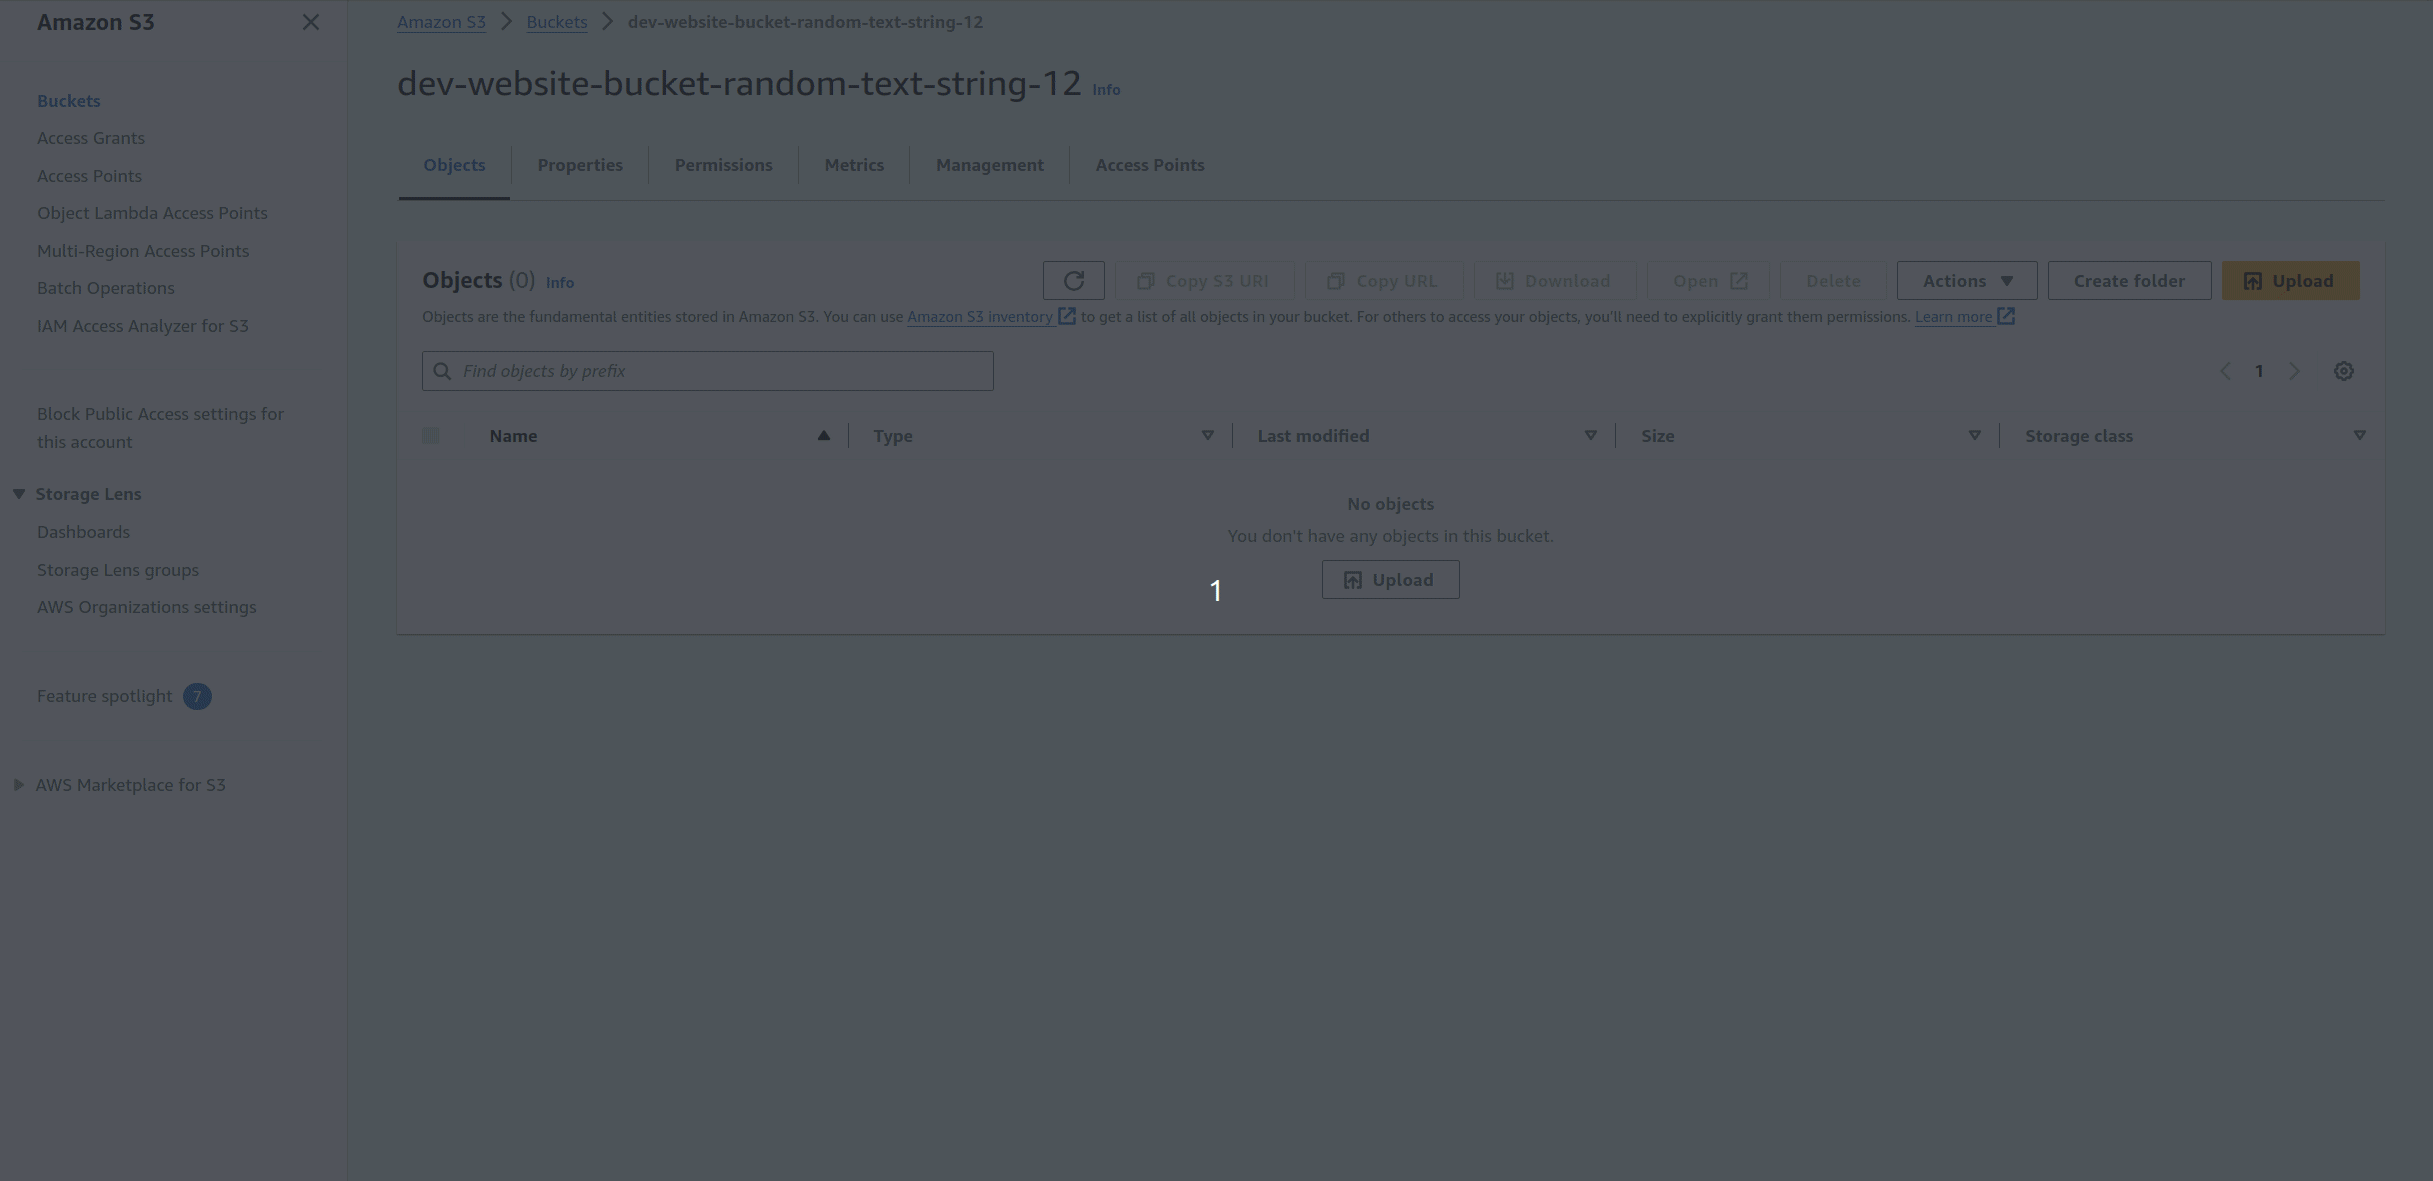 Amazon S3
Buckets
Access Grants
Access Points
Object Lambda Access Points
Multi-Region Access Points
Batch Operations
IAM Access Analyzer for S3
Block Public Access settings for
this account
Storage Lens
Dashboards
Storage Lens groups
AWS Organizations settings
Feature spotlight 7
AWS Marketplace for S3
Amazon S3 Buckets dev-website-bucket-random-text-string-12
dev-website-bucket-random-text-string-12 Info
Objects Properties Permissions Metrics Management Access Points
Objects (0) Info Copy S3 URI Copy URL Download Open Delete Actions Create folder Upload
Objects are the fundamental entities stored in Amazon S3. You can use Amazon S3 inventory to get a list of all objects in your bucket. For others to access your objects, you'll need to explicitly grant them permissions. Learn more
Find objects by prefix 1
Name Type Last modified Size Storage class
No objects
You don't have any objects in this bucket.
Upload
1